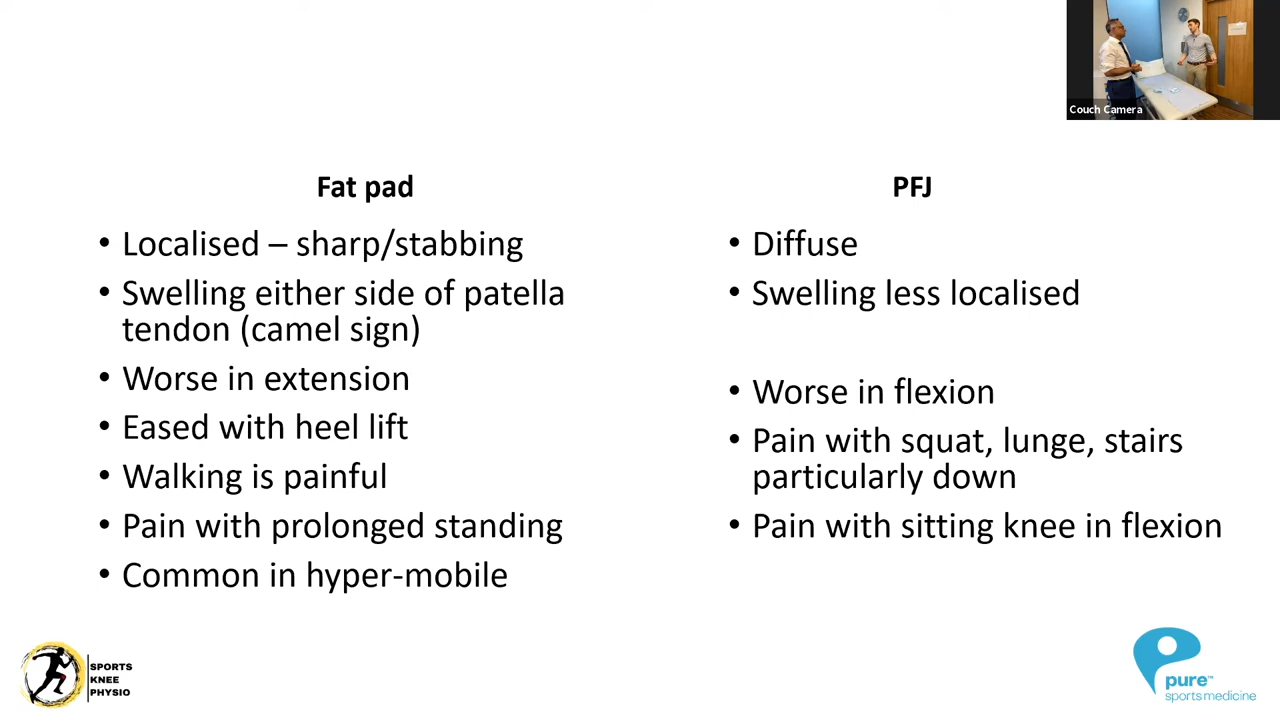 Couch Camera
Fat pad
• Localised – sharp/stabbing
• Swelling either side of patella
tendon (camel sign)
• Worse in extension
• Eased with heel lift
• Walking is painful
• Pain with prolonged standing
• Common in hyper-mobile
PFJ
• Diffuse
• Swelling less localised
• Worse in flexion
• Pain with squat, lunge, stairs
particularly down
• Pain with sitting knee in flexion
SPORTS
KNEE
PHYSIO
pure™
sportsmedicine